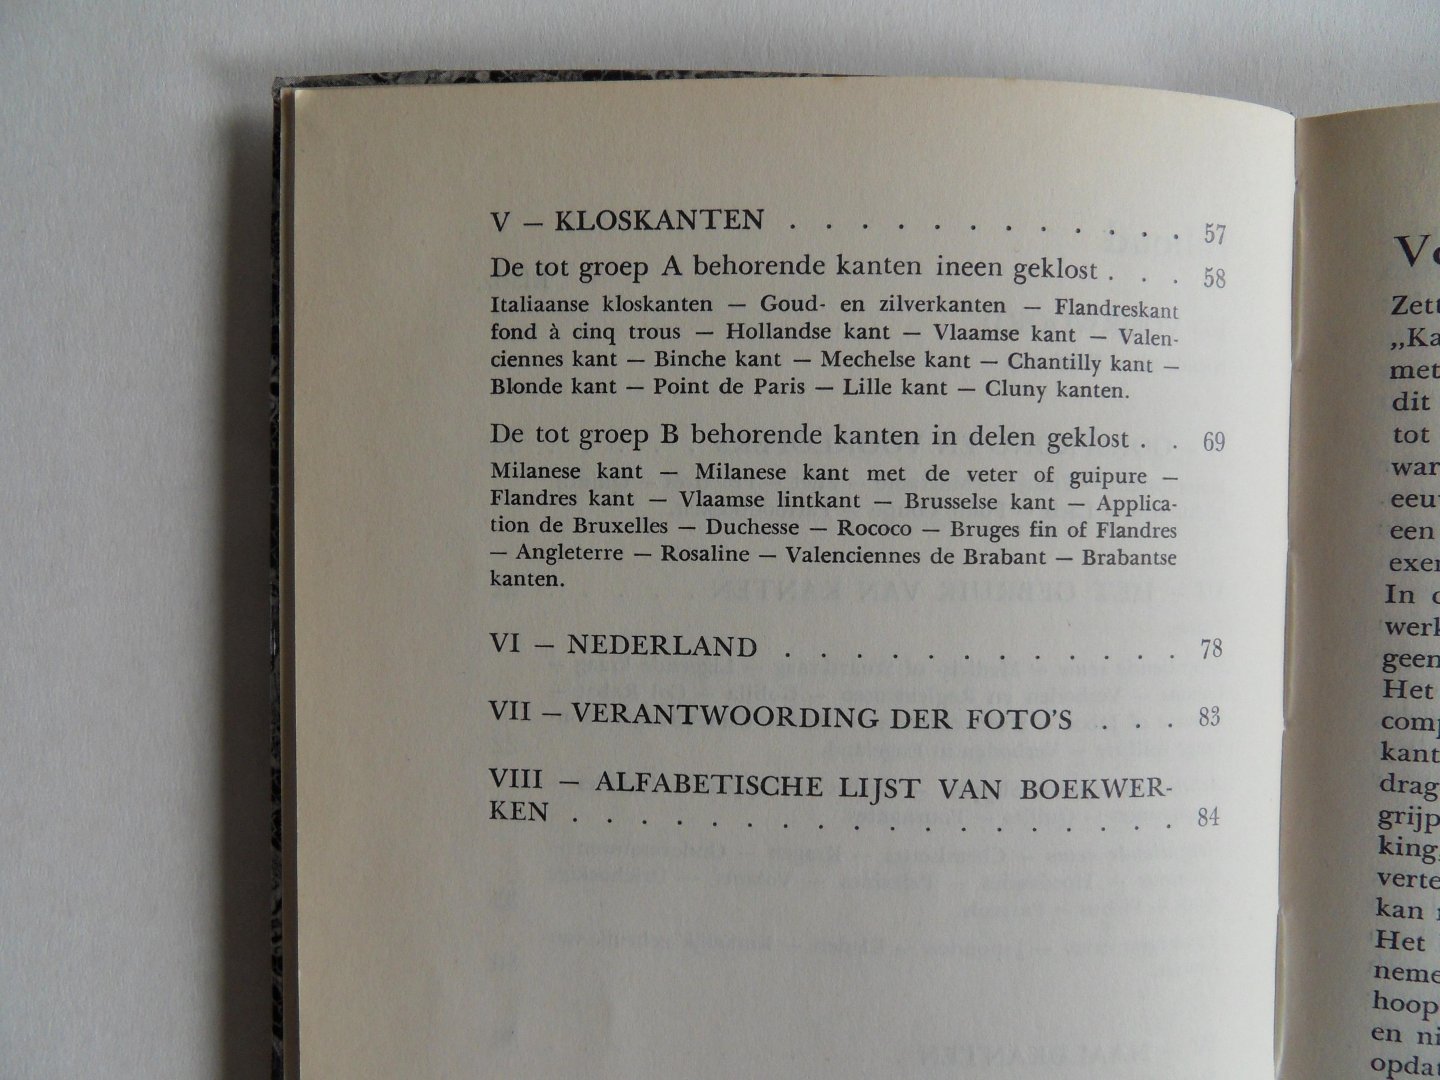 V – KLOSKANTEN . . . . . . . . . . . . 57
De tot groep A behorende kanten ineen geklost . . . 58
Italiaanse kloskanten — Goud- en zilverkanten — Flandreskant
fond à cinq trous — Hollandse kant — Vlaamse kant — Valen-
ciennes kant — Binche kant — Mechelse kant — Chantilly kant —
Blonde kant — Point de Paris — Lille kant — Cluny kanten.
De tot groep B behorende kanten in delen geklost . . 69
Milanese kant — Milanese kant met de veter of guipure —
Flandres kant — Vlaamse lintkant — Brusselse kant — Applica-
tion de Bruxelles — Duchesse — Rococo — Bruges fin of Flandres
— Angleterre — Rosaline — Valenciennes de Brabant — Brabantse
kanten.
VI – NEDERLAND . . . . . . . . . . . . 78
VII – VERANTWOORDING DER FOTO'S . . . 83
VIII – ALFABETISCHE LIJST VAN BOEKWER-
KEN . . . . . . . . . . . . . . . . . . 84
Zett
„Ka
met
dit
tot
war
eeu
een
exer
In
werk
geen
Het
comp
kant
drag
grijp
king,
verte
kan
Het
neme
hoop
en ni
opdat